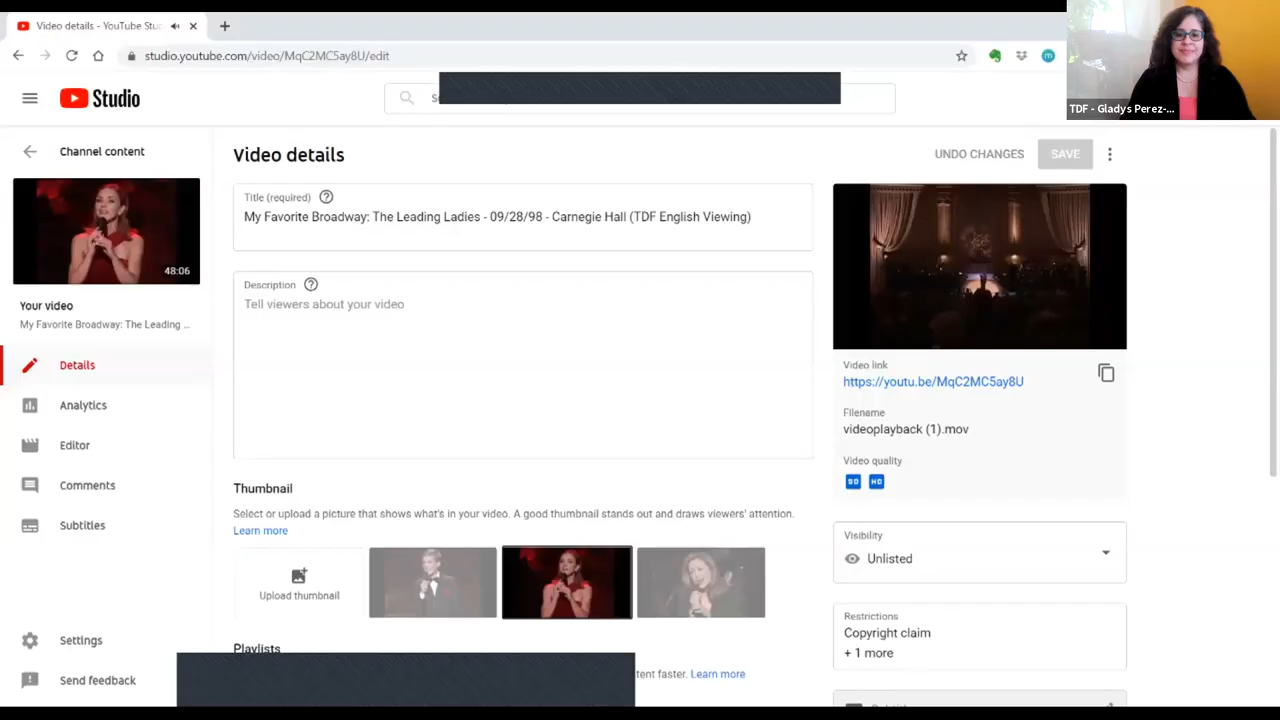 Video details - YouTube Stu
studio.youtube.com/video/MqC2MC5ay8U/edit
m
TDF - Gladys Perez-...
Studio
Channel content
48:06
Your video
My Favorite Broadway: The Leading ...
Details
Analytics
Editor
Comments
Subtitles
Settings
Send feedback
Video details
UNDO CHANGES
SAVE
Title (required)
My Favorite Broadway: The Leading Ladies - 09/28/98 - Carnegie Hall (TDF English Viewing)
Description
Tell viewers about your video
Thumbnail
Select or upload a picture that shows what's in your video. A good thumbnail stands out and draws viewers' attention.
Learn more
Upload thumbnail
Playlists
tent faster. Learn more
Video link
https://youtu.be/MqC2MC5ay8U
Filename
videoplayback (1).mov
Video quality
SD HD
Visibility
Unlisted
Restrictions
Copyright claim
+ 1 more